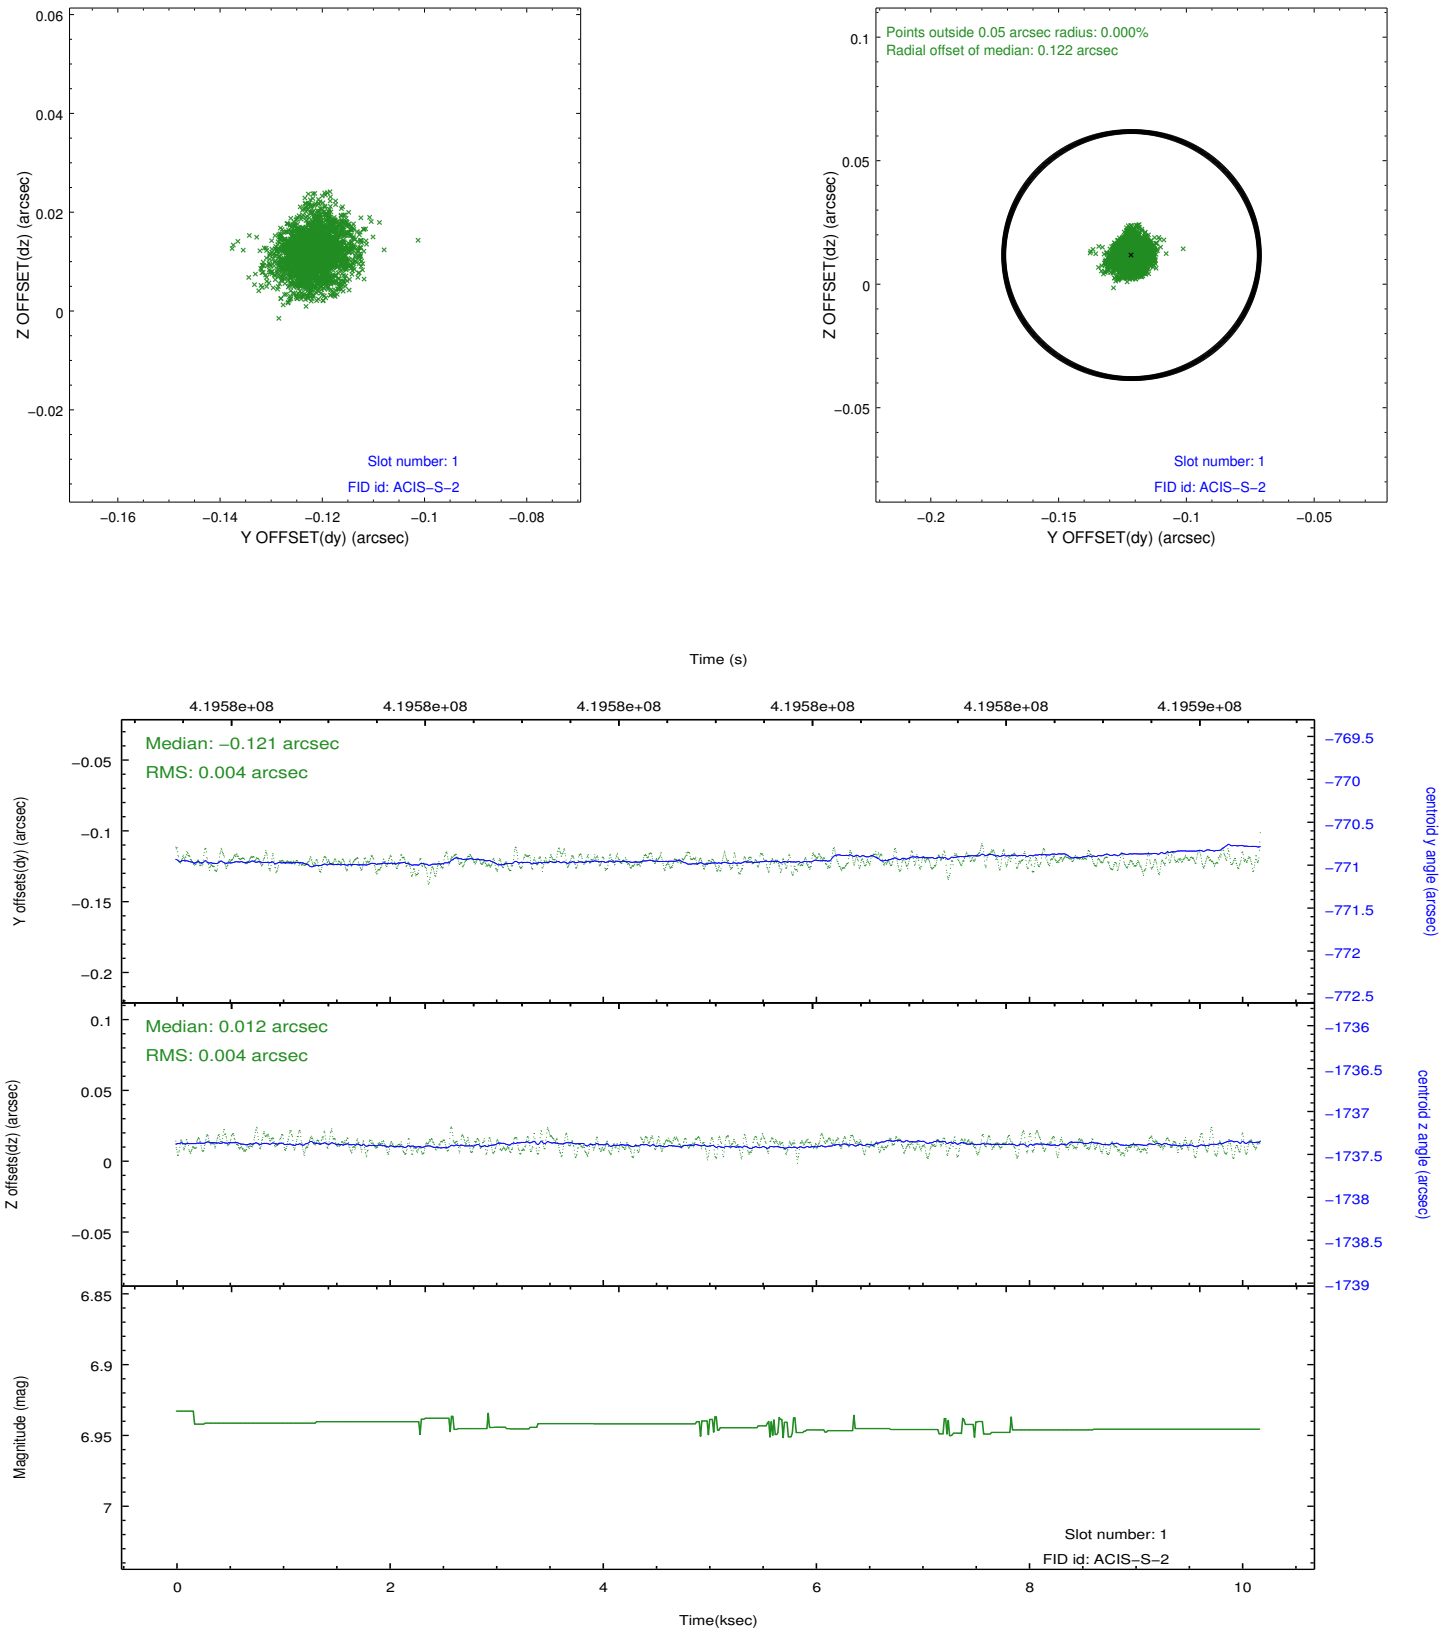 0.06
0.04
0.02
0
−0.02
Z OFFSET(dz) (arcsec)
Slot number: 1
FID id: ACIS−S−2
−0.16 −0.14 −0.12 −0.1 −0.08
Y OFFSET(dy) (arcsec)
Points outside 0.05 arcsec radius: 0.000%
Radial offset of median: 0.122 arcsec
0.1
0.05
0
−0.05
Z OFFSET(dz) (arcsec)
Slot number: 1
FID id: ACIS−S−2
−0.2 −0.15 −0.1 −0.05
Y OFFSET(dy) (arcsec)
Time (s)
4.1958e+08 4.1958e+08 4.1958e+08 4.1958e+08 4.1958e+08 4.1959e+08
Median: −0.121 arcsec
RMS: 0.004 arcsec
−0.05
−0.1
−0.15
−0.2
Y offsets(dy) (arcsec)
−769.5
−770
−770.5
−771
−771.5
−772
−772.5
centroid y angle (arcsec)
Median: 0.012 arcsec
RMS: 0.004 arcsec
0.1
0.05
0
−0.05
Z offsets(dz) (arcsec)
−1736
−1736.5
−1737
−1737.5
−1738
−1738.5
−1739
centroid z angle (arcsec)
6.85
6.9
6.95
7
Magnitude (mag)
Slot number: 1
FID id: ACIS−S−2
0 2 4 6 8 10
Time(ksec)